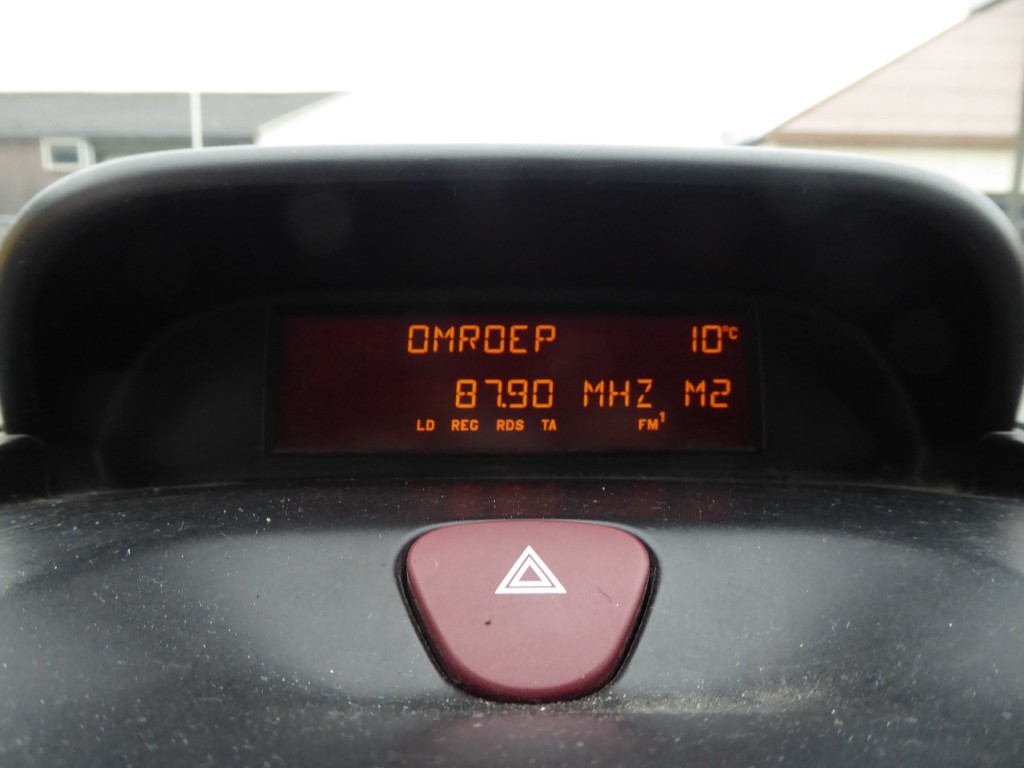 OMROEP 10°C
87.90 MHZ M2
LD REG RDS TA FM1